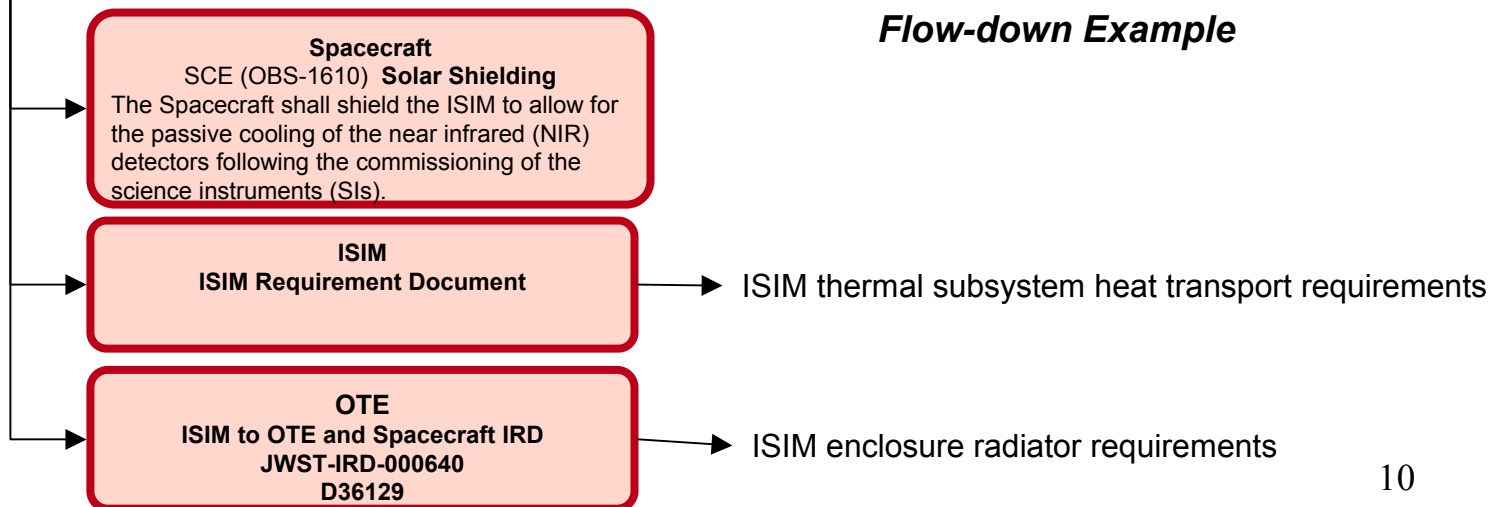 Flow-down Example
Spacecraft
SCE (OBS-1610)  Solar Shielding
The Spacecraft shall shield the ISIM to allow for
the passive cooling of the near infrared (NIR)
detectors following the commissioning of the
science instruments (SIs).
ISIM
ISIM Requirement Document
ISIM thermal subsystem heat transport requirements
OTE
ISIM to OTE and Spacecraft IRD
JWST-IRD-000640
D36129
ISIM enclosure radiator requirements
10